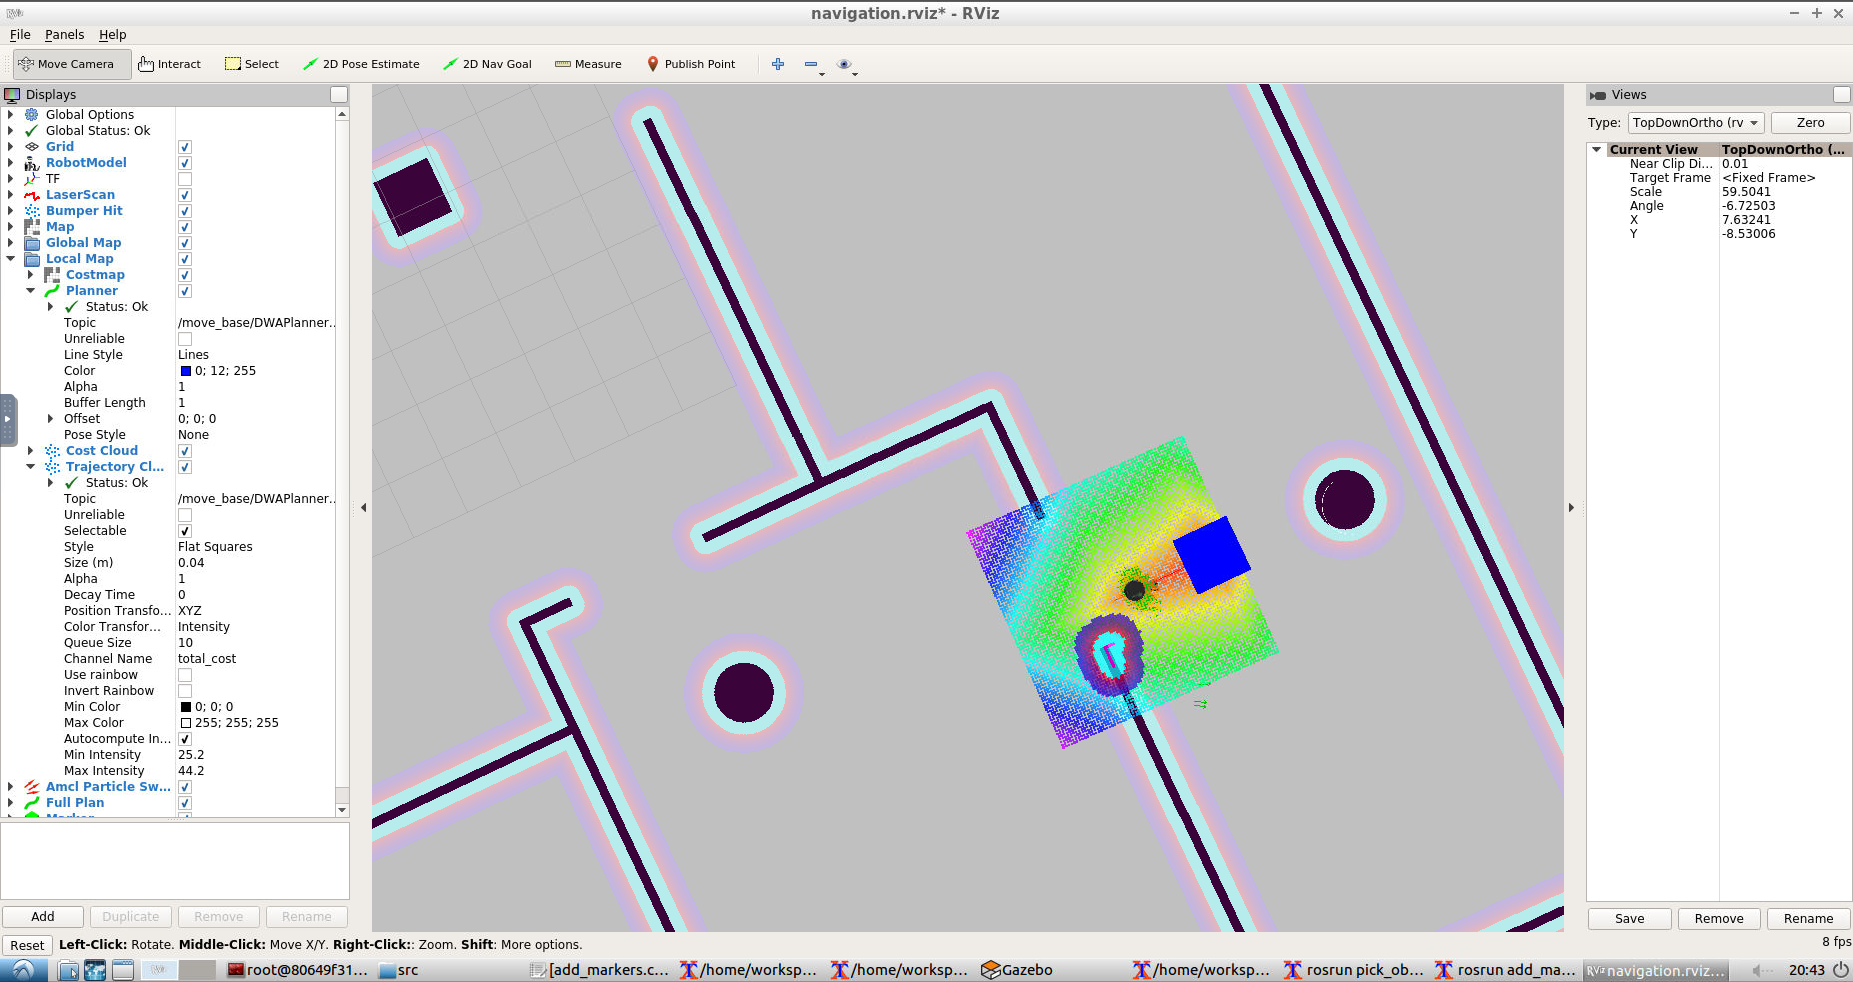 RViz navigation.rviz* - RViz
File Panels Help
Move Camera Interact Select 2D Pose Estimate 2D Nav Goal Measure Publish Point
Displays
Global Options
Global Status: Ok
Grid
RobotModel
TF
LaserScan
Bumper Hit
Map
Global Map
Local Map
Costmap
Planner
Status: Ok
Topic /move_base/DWAPlanner...
Unreliable
Line Style Lines
Color 0; 12; 255
Alpha 1
Buffer Length 1
Offset 0; 0; 0
Pose Style None
Cost Cloud
Trajectory Cl...
Status: Ok
Topic /move_base/DWAPlanner...
Unreliable
Selectable
Style Flat Squares
Size (m) 0.04
Alpha 1
Decay Time 0
Position Transfo... XYZ
Color Transfor... Intensity
Queue Size 10
Channel Name total_cost
Use rainbow
Invert Rainbow
Min Color 0; 0; 0
Max Color 255; 255; 255
Autocompute In...
Min Intensity 25.2
Max Intensity 44.2
Amcl Particle Sw...
Full Plan
Marker
Add Duplicate Remove Rename
Views
Type: TopDownOrtho (rv Zero
Current View TopDownOrtho (...
Near Clip Di... 0.01
Target Frame <Fixed Frame>
Scale 59.5041
Angle -6.72503
X 7.63241
Y -8.53006
Save Remove Rename
Reset Left-Click: Rotate. Middle-Click: Move X/Y. Right-Click:: Zoom. Shift: More options. 8 fps
root@80649f31... src [add_markers.c... /home/worksp... /home/worksp... Gazebo /home/worksp... rosrun pick_ob... rosrun add_ma... RViz navigation.rviz... 20:43